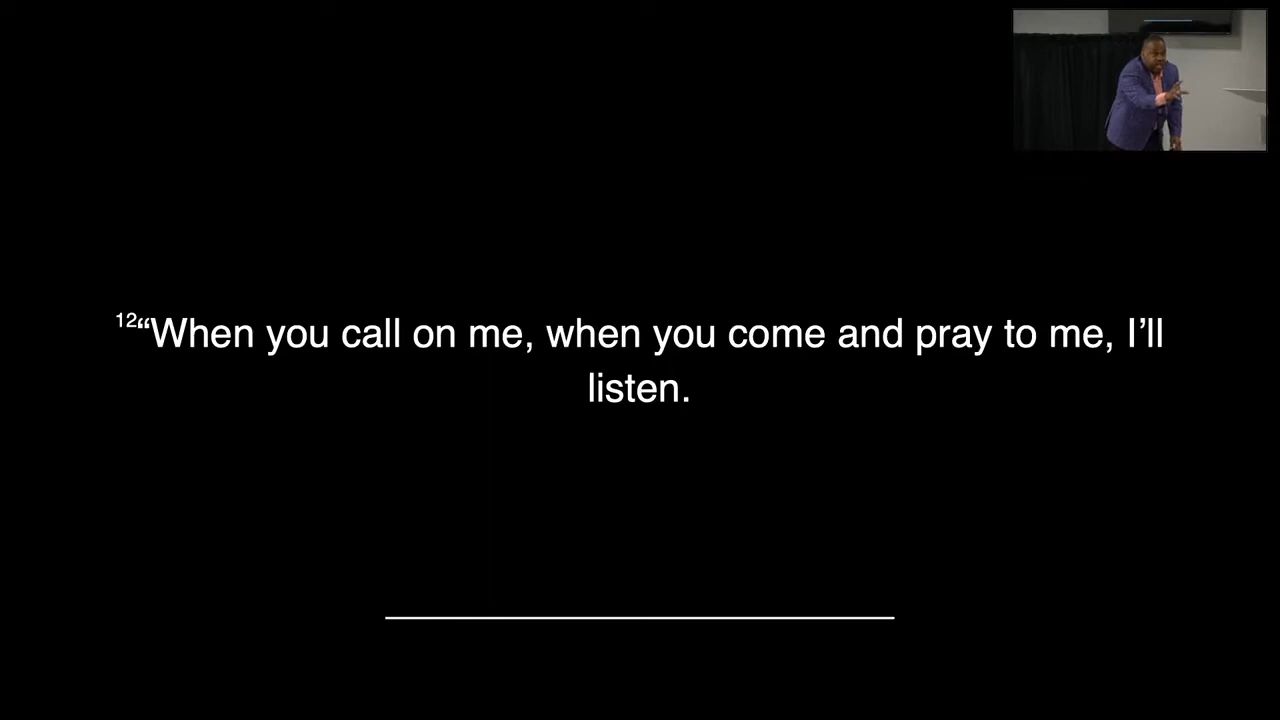 ¹²“When you call on me, when you come and pray to me, I’ll
listen.